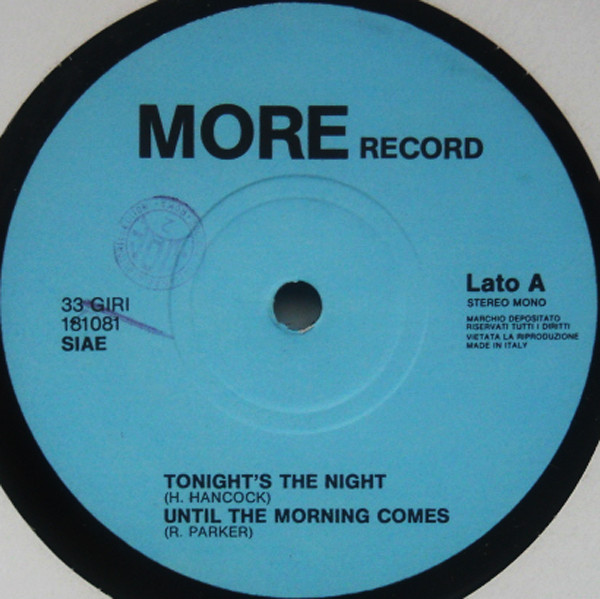 MORE RECORD
33 GIRI
181081
SIAE
Lato A
STEREO MONO
MARCHIO DEPOSITATO
RISERVATI TUTTI I DIRITTI
VIETATA LA RIPRODUZIONE
MADE IN ITALY
TONIGHT'S THE NIGHT
(H. HANCOCK)
UNTIL THE MORNING COMES
(R. PARKER)